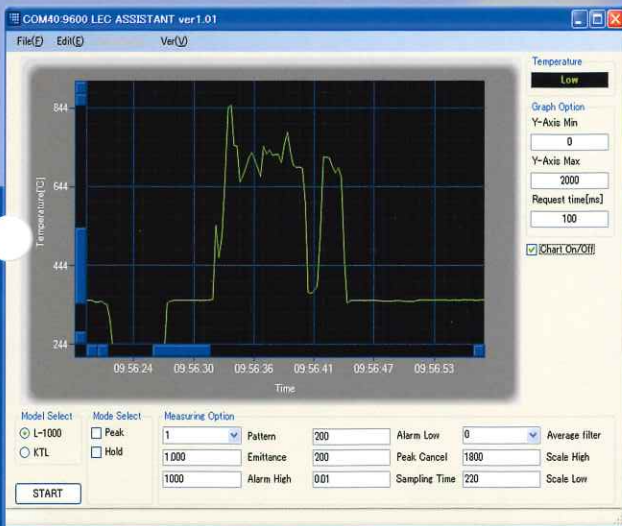 COM40:9600 LEC ASSISTANT ver1.01
File(F) Edit(E) Ver(V)
Temperature
Low
Graph Option
Y-Axis Min
0
Y-Axis Max
2000
Request time[ms]
100
Chart On/Off
844
644
444
244
Temperature[°C]
09:56:24 09:56:30 09:56:36 09:56:41 09:56:47 09:56:53
Time
Model Select
L-1000
KTL
START
Mode Select
Peak
Hold
Measuring Option
1 Pattern 200 Alarm Low 0 Average filter
1.000 Emittance 200 Peak Cancel 1800 Scale High
1000 Alarm High 0.01 Sampling Time 220 Scale Low